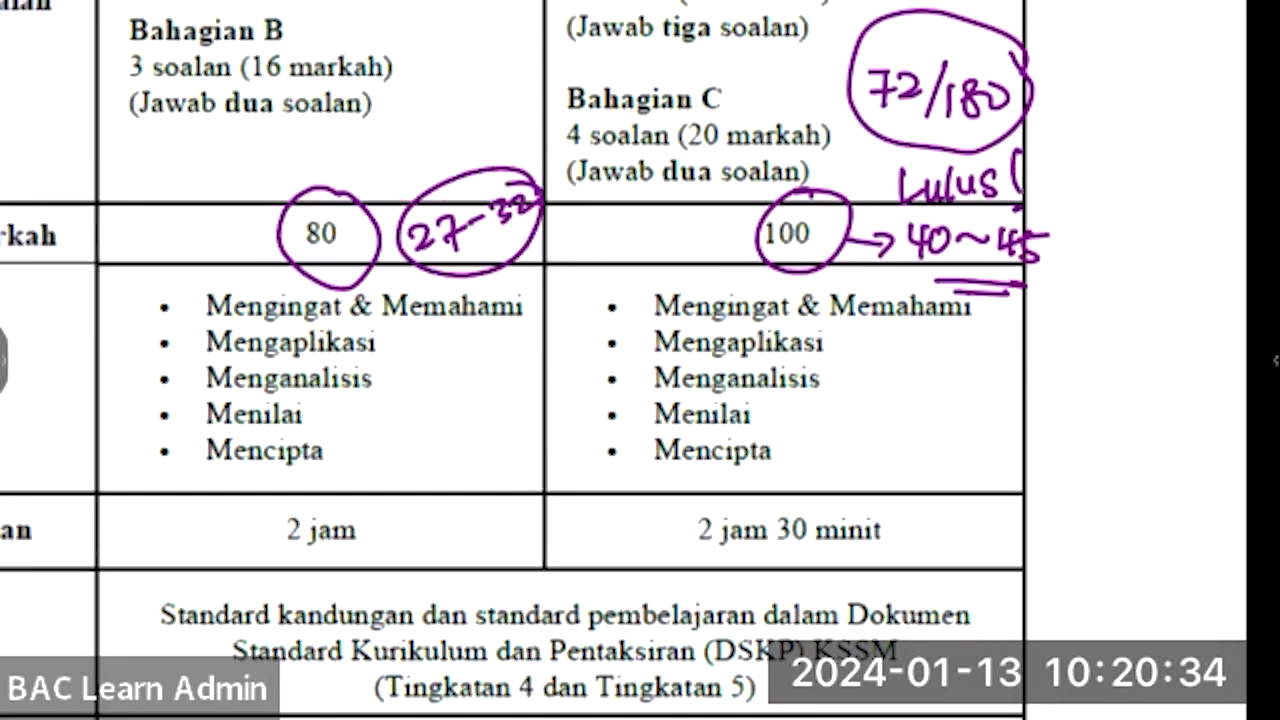 Bahagian B
3 soalan (16 markah)
(Jawab dua soalan)
(Jawab tiga soalan)
Bahagian C
4 soalan (20 markah)
(Jawab dua soalan)
72/180
Lulus
rkah
80
27-32
100
→ 40~45
• Mengingat & Memahami
• Mengaplikasi
• Menganalisis
• Menilai
• Mencipta
• Mengingat & Memahami
• Mengaplikasi
• Menganalisis
• Menilai
• Mencipta
an
2 jam
2 jam 30 minit
Standard kandungan dan standard pembelajaran dalam Dokumen
Standard Kurikulum dan Pentaksiran (DSKP) KSSM
(Tingkatan 4 dan Tingkatan 5)
BAC Learn Admin
2024-01-13 10:20:34